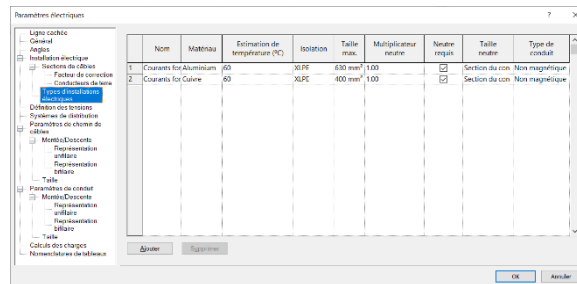 Paramètres électriques
? ×
Ligne cachée
Général
Angles
Installation électrique
Sections de câbles
Facteur de correction
Conducteurs de terre
Types d'installations
électriques
Définition des tensions
Systèmes de distribution
Paramètres de chemin de
câbles
Montée/Descente
Représentation
unifilaire
Représentation
bifilaire
Taille
Paramètres de conduit
Montée/Descente
Représentation
unifilaire
Représentation
bifilaire
Taille
Calculs des charges
Nomenclatures de tableaux
Nom Matériau Estimation de température (ºC) Isolation Taille max. Multiplicateur neutre Neutre requis Taille neutre Type de conduit
1 Courants for Aluminium 60 XLPE 630 mm² 1.00 Section du con Non magnétique
2 Courants for Cuivre 60 XLPE 400 mm² 1.00 Section du con Non magnétique
Ajouter Supprimer
OK Annuler